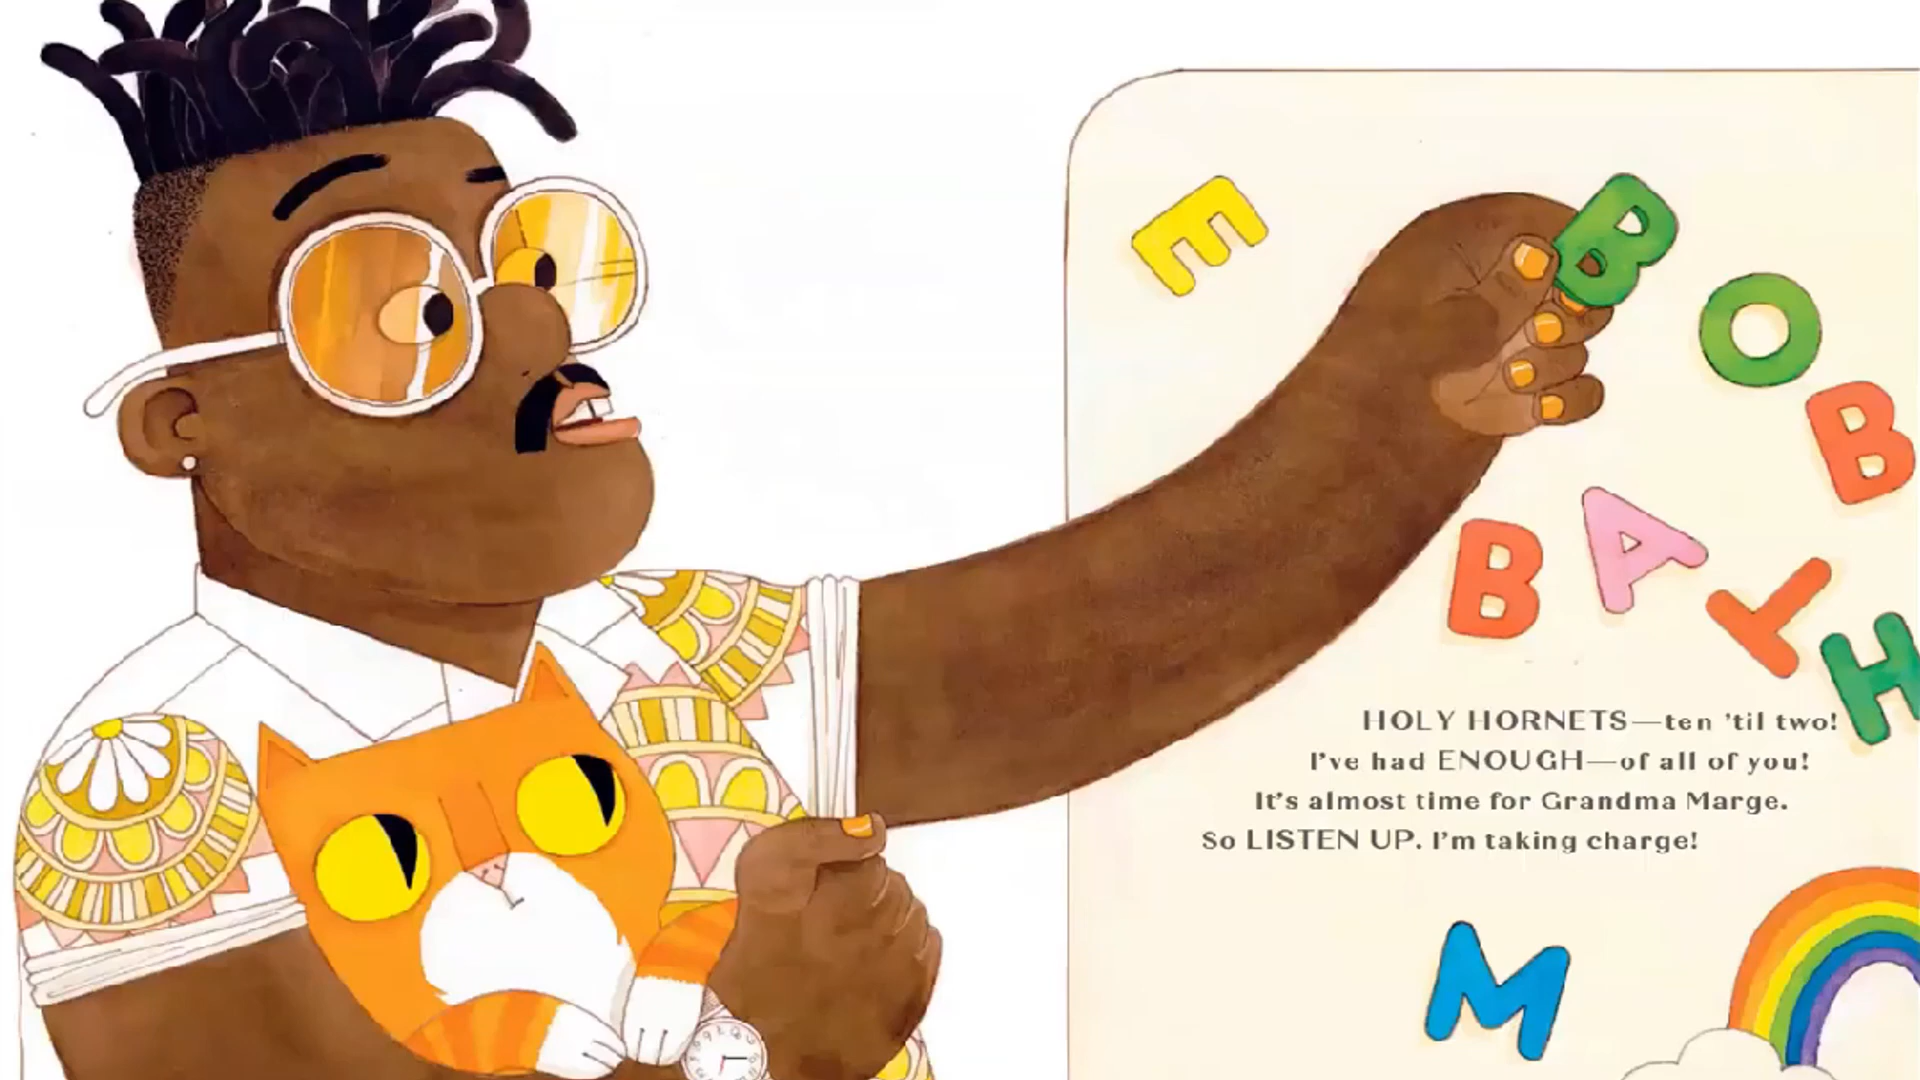 E
B
O
B
B
A
T
H
HOLY HORNETS—ten 'til two!
I've had ENOUGH—of all of you!
It's almost time for Grandma Marge.
So LISTEN UP. I'm taking charge!
M